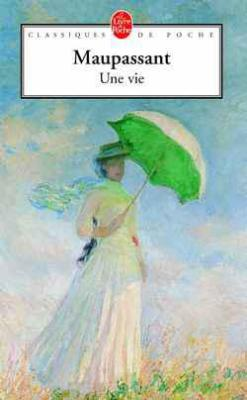 Le Livre
de Poche
CLASSIQUES DE POCHE
Maupassant
Une vie